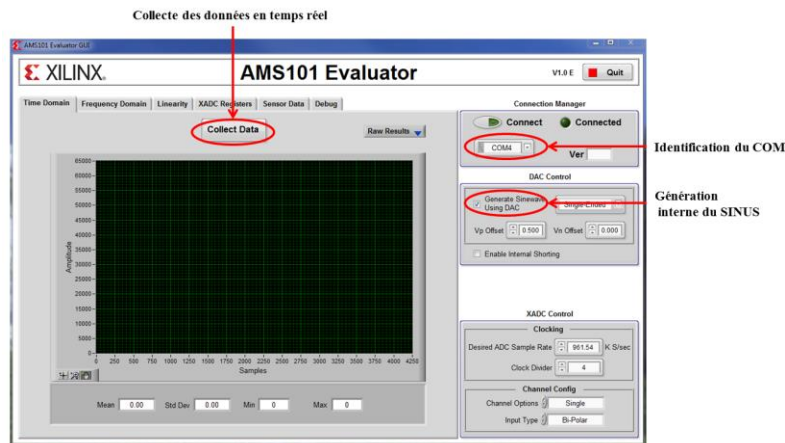 Collecte des données en temps réel
AMS101 Evaluator GUI
XILINX.
AMS101 Evaluator
V1.0 E
Quit
Time Domain
Frequency Domain
Linearity
XADC Registers
Sensor Data
Debug
Collect Data
Raw Results
65000
60000
55000
50000
45000
40000
35000
30000
25000
20000
15000
10000
5000
0
Amplitude
0 250 500 750 1000 1250 1500 1750 2000 2250 2500 2750 3000 3250 3500 3750 4000 4250
Samples
Mean 0.00 Std Dev 0.00 Min 0 Max 0
Connection Manager
Connect
Connected
COM4
Ver
Identification du COM
DAC Control
Generate Sinewave
Using DAC
Single-Ended
Génération
interne du SINUS
Vp Offset 0.500 Vn Offset 0.000
Enable Internal Shorting
XADC Control
Clocking
Desired ADC Sample Rate 961.54 K S/sec
Clock Divider 4
Channel Config
Channel Options Single
Input Type Bi-Polar